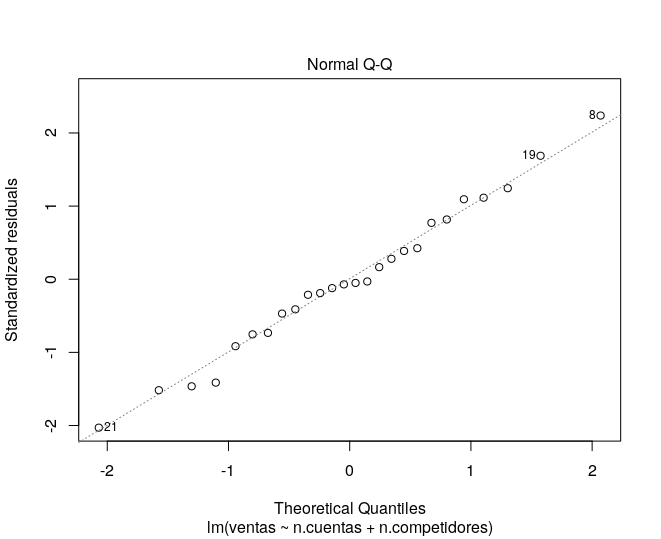 Normal Q-Q
Standardized residuals
2
1
0
-1
-2
8
19
21
-2 -1 0 1 2
Theoretical Quantiles
lm(ventas ~ n.cuentas + n.competidores)